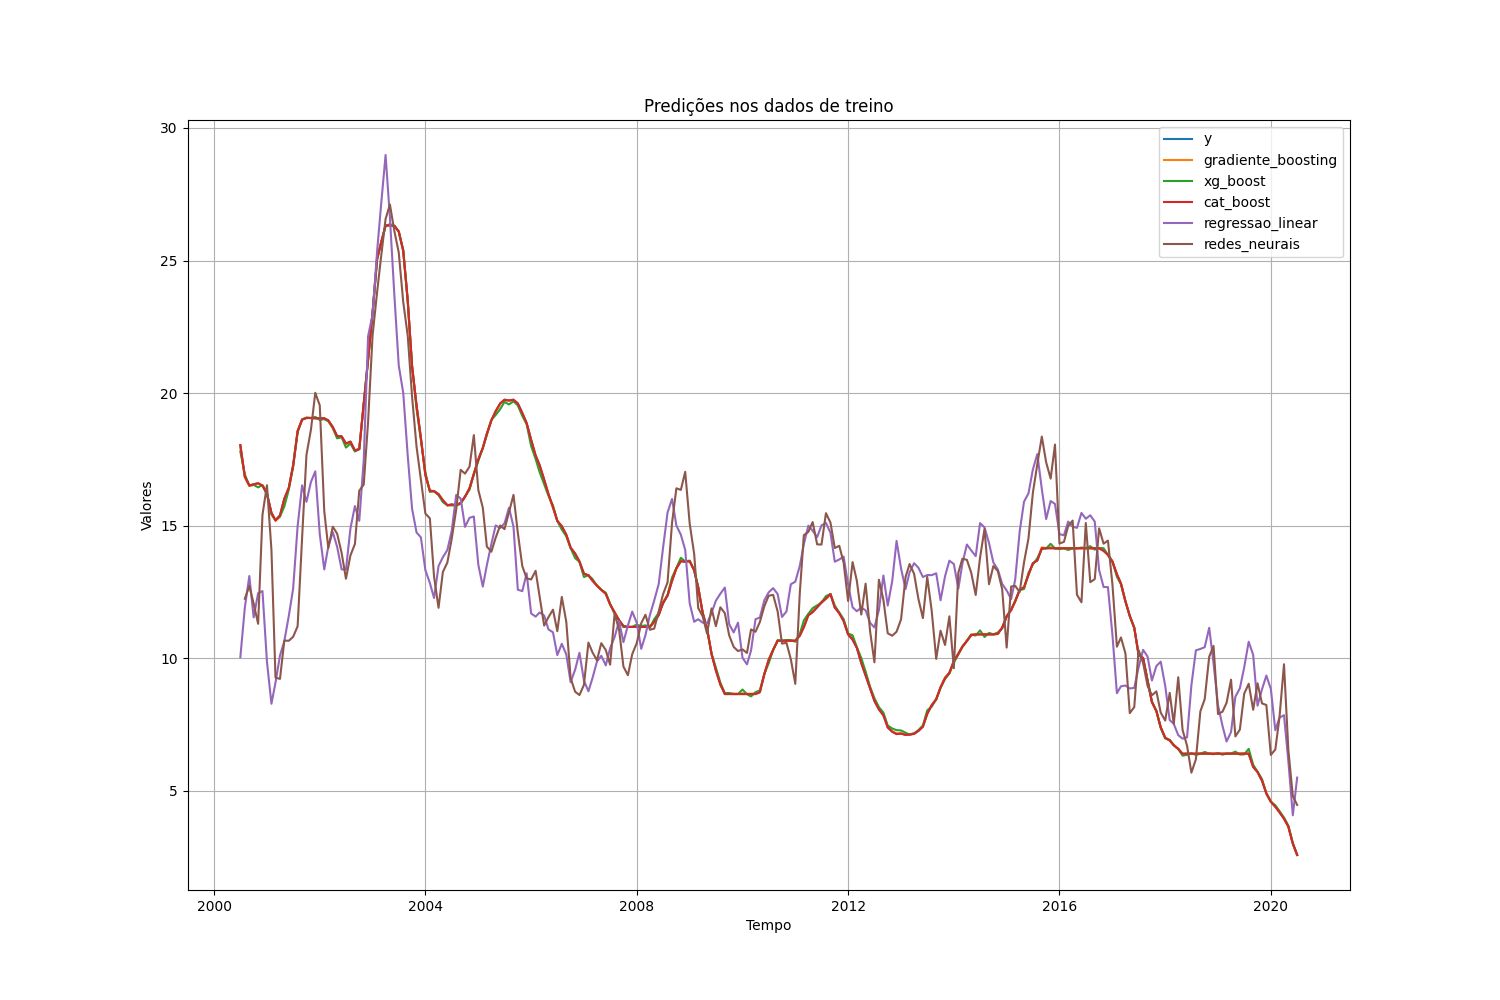 Predições nos dados de treino
y
gradiente_boosting
xg_boost
cat_boost
regressao_linear
redes_neurais
Valores
30
25
20
15
10
5
2000
2004
2008
2012
2016
2020
Tempo